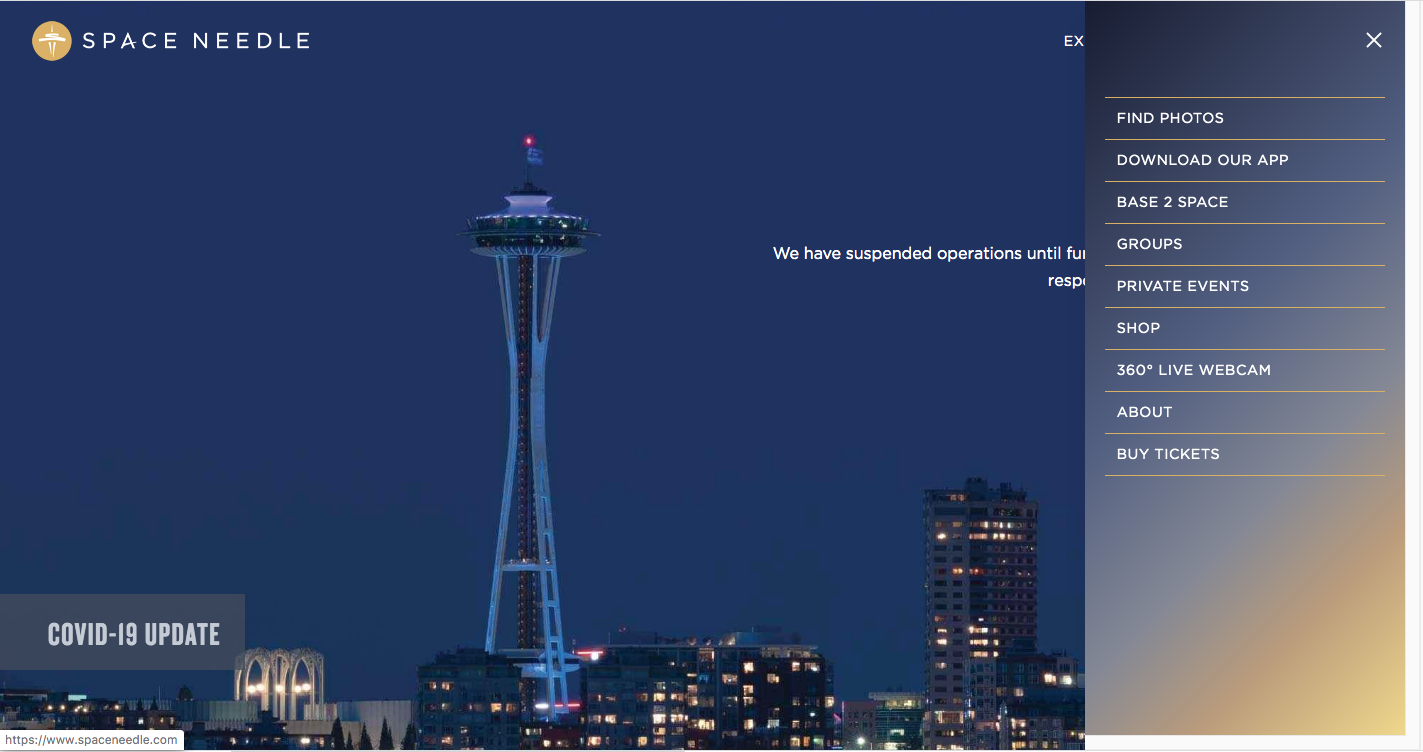 SPACE NEEDLE
EX
FIND PHOTOS
DOWNLOAD OUR APP
BASE 2 SPACE
GROUPS
PRIVATE EVENTS
SHOP
360° LIVE WEBCAM
ABOUT
BUY TICKETS
We have suspended operations until fur
respo
COVID-19 UPDATE
https://www.spaceneedle.com